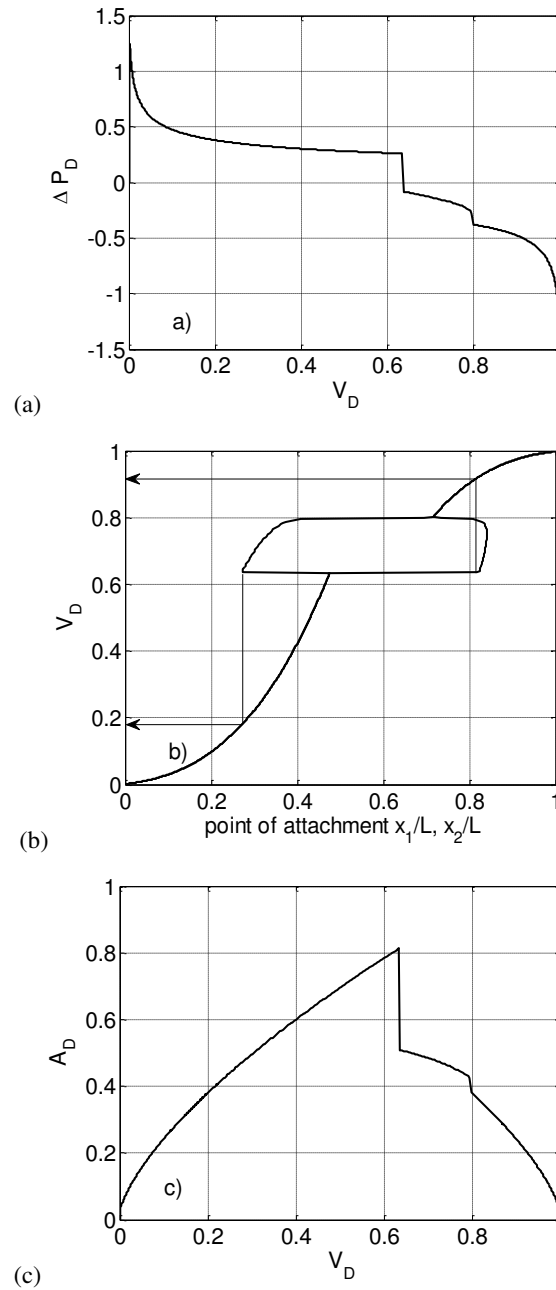 1.5
1
0.5
0
-0.5
-1
-1.5
Δ P_D
a)
0 0.2 0.4 0.6 0.8
V_D
(a)
1
0.8
0.6
0.4
0.2
0
V_D
b)
0 0.2 0.4 0.6 0.8 1
point of attachment x_1/L, x_2/L
(b)
1
0.8
0.6
0.4
0.2
0
A_D
c)
0 0.2 0.4 0.6 0.8
V_D
(c)